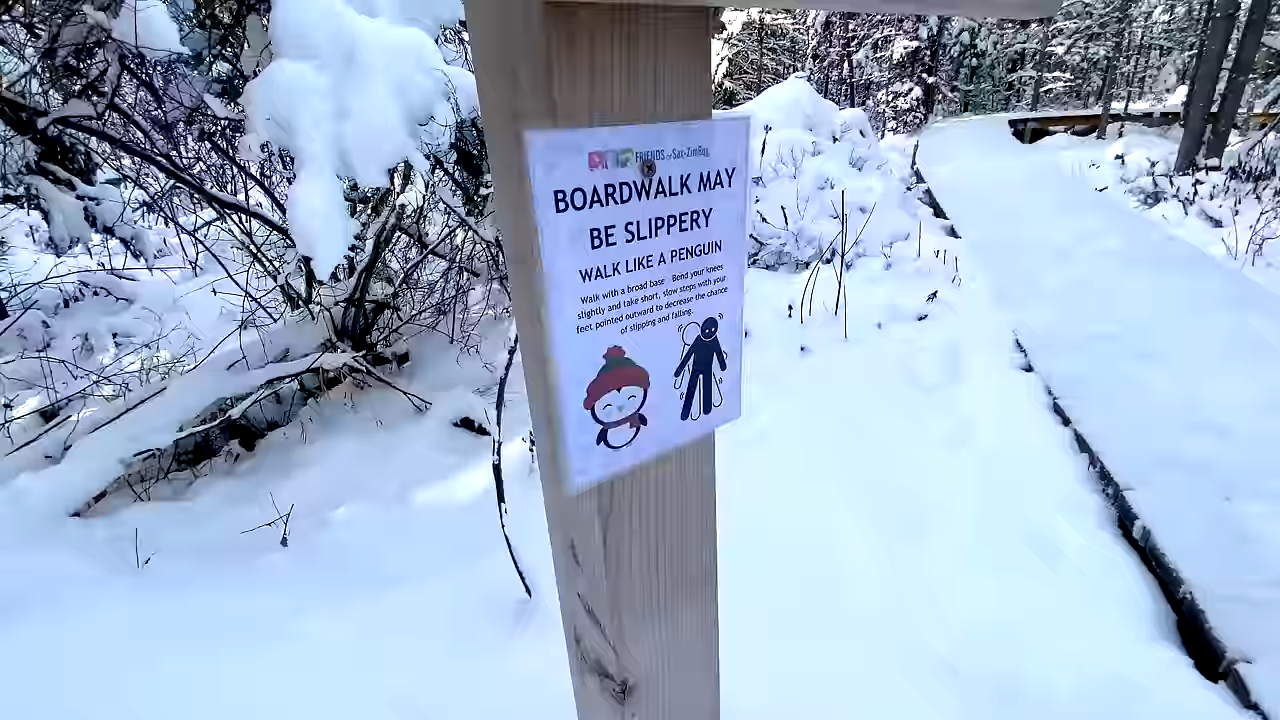 FRIENDS of Sax-Zim Bog
BOARDWALK MAY
BE SLIPPERY
WALK LIKE A PENGUIN
Walk with a broad base Bend your knees
slightly and take short, slow steps with your
feet pointed outward to decrease the chance
of slipping and falling.